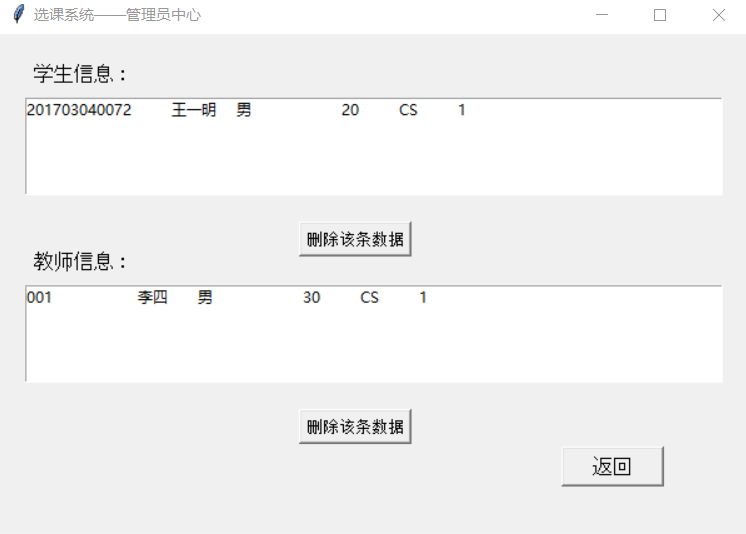 选课系统——管理员中心
学生信息：
201703040072 王一明 男 20 CS 1
删除该条数据
教师信息：
001 李四 男 30 CS 1
删除该条数据
返回